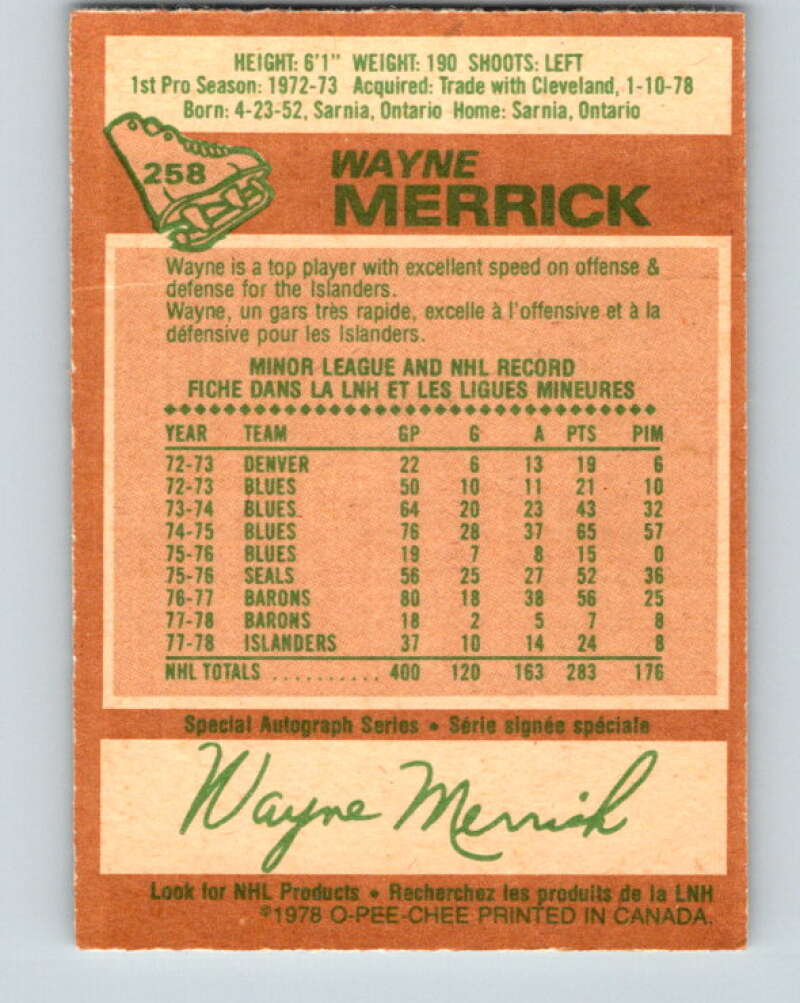 HEIGHT: 6'1" WEIGHT: 190 SHOOTS: LEFT
1st Pro Season: 1972-73 Acquired: Trade with Cleveland, 1-10-78
Born: 4-23-52, Sarnia, Ontario Home: Sarnia, Ontario
258
WAYNE
MERRICK
Wayne is a top player with excellent speed on offense &
defense for the Islanders.
Wayne, un gars très rapide, excelle à l'offensive et à la
défensive pour les Islanders.
MINOR LEAGUE AND NHL RECORD
FICHE DANS LA LNH ET LES LIGUES MINEURES
YEAR TEAM GP G A PTS PIM
72-73 DENVER 22 6 13 19 6
72-73 BLUES 50 10 11 21 10
73-74 BLUES 64 20 23 43 32
74-75 BLUES 76 28 37 65 57
75-76 BLUES 19 7 8 15 0
75-76 SEALS 56 25 27 52 36
76-77 BARONS 80 18 38 56 25
77-78 BARONS 18 2 5 7 8
77-78 ISLANDERS 37 10 14 24 8
NHL TOTALS .......... 400 120 163 283 176
Special Autograph Series • Série signée spéciale
Wayne Merrick
Look for NHL Products • Recherchez les produits de la LNH
©1978 O-PEE-CHEE PRINTED IN CANADA.